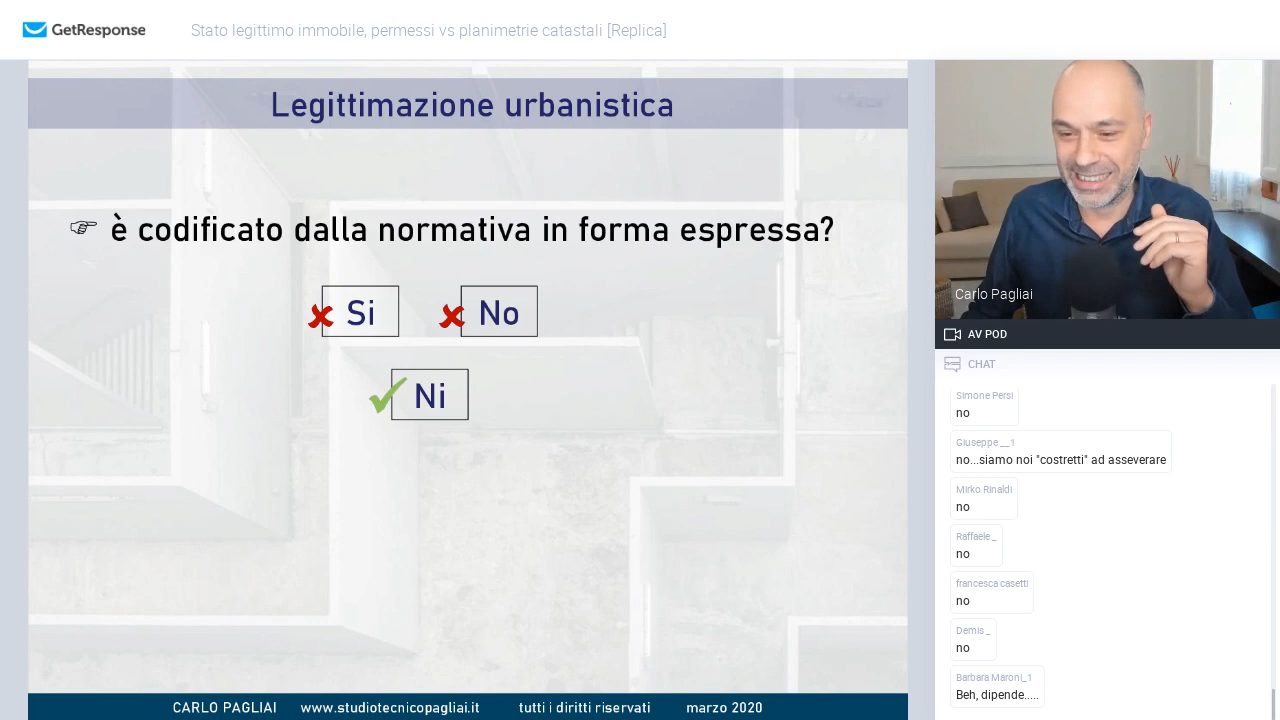 GetResponse
Stato legittimo immobile, permessi vs planimetrie catastali [Replica]
Legittimazione urbanistica
☞ è codificato dalla normativa in forma espressa?
✘ Si ✘ No
✓ Ni
CARLO PAGLIAI www.studiotecnicopagliai.it tutti i diritti riservati marzo 2020
Carlo Pagliai
AV POD
CHAT
Simone Persi
no
Giuseppe __1
no...siamo noi "costretti" ad asseverare
Mirko Rinaldi
no
Raffaele _
no
francesca casetti
no
Demis _
no
Barbara Maroni_1
Beh, dipende.....